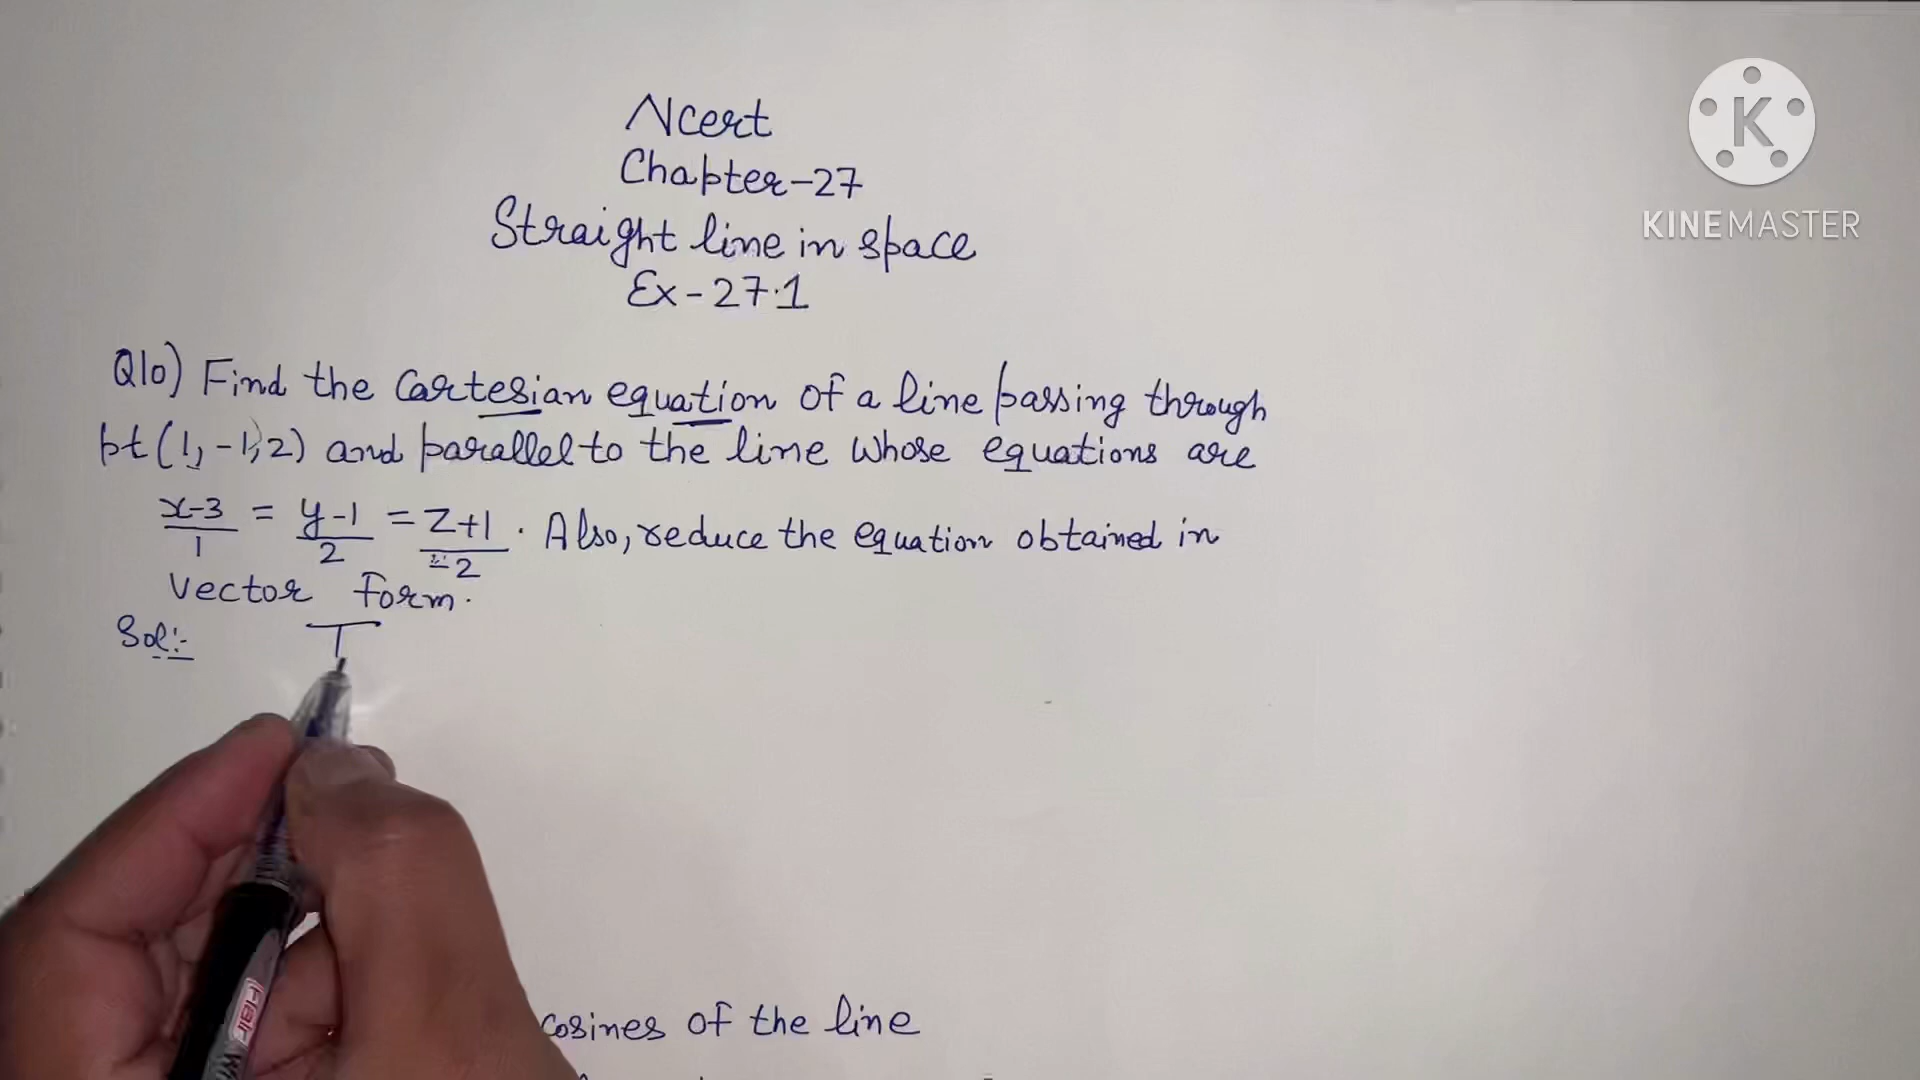 Ncert
Chapter-27
Straight line in space
Ex-27.1
Q10) Find the Cartesian equation of a line passing through
pt (1, -1, 2) and parallel to the line whose equations are
x-3/1 = y-1/2 = z+1/-2. Also, reduce the equation obtained in
vector form.
Sol:-
T
cosines of the line
K
KINEMASTER
Flair